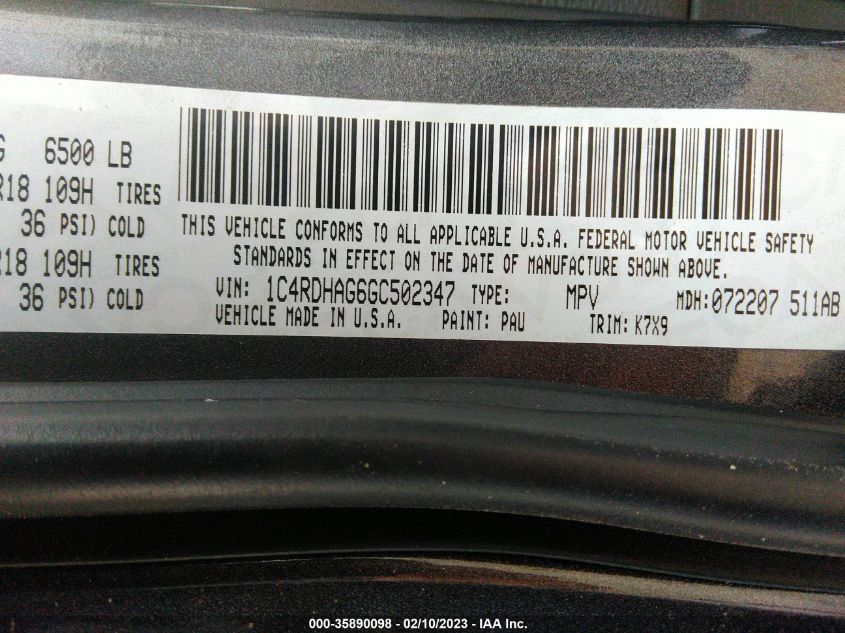 G 6500 LB
R18 109H TIRES
36 PSI) COLD
R18 109H TIRES
36 PSI) COLD
THIS VEHICLE CONFORMS TO ALL APPLICABLE U.S.A. FEDERAL MOTOR VEHICLE SAFETY
STANDARDS IN EFFECT ON THE DATE OF MANUFACTURE SHOWN ABOVE.
VIN: 1C4RDHAG6GC502347 TYPE: MPV MDH:072207 511AB
VEHICLE MADE IN U.S.A. PAINT: PAU TRIM: K7X9
000-35890098 - 02/10/2023 - IAA Inc.